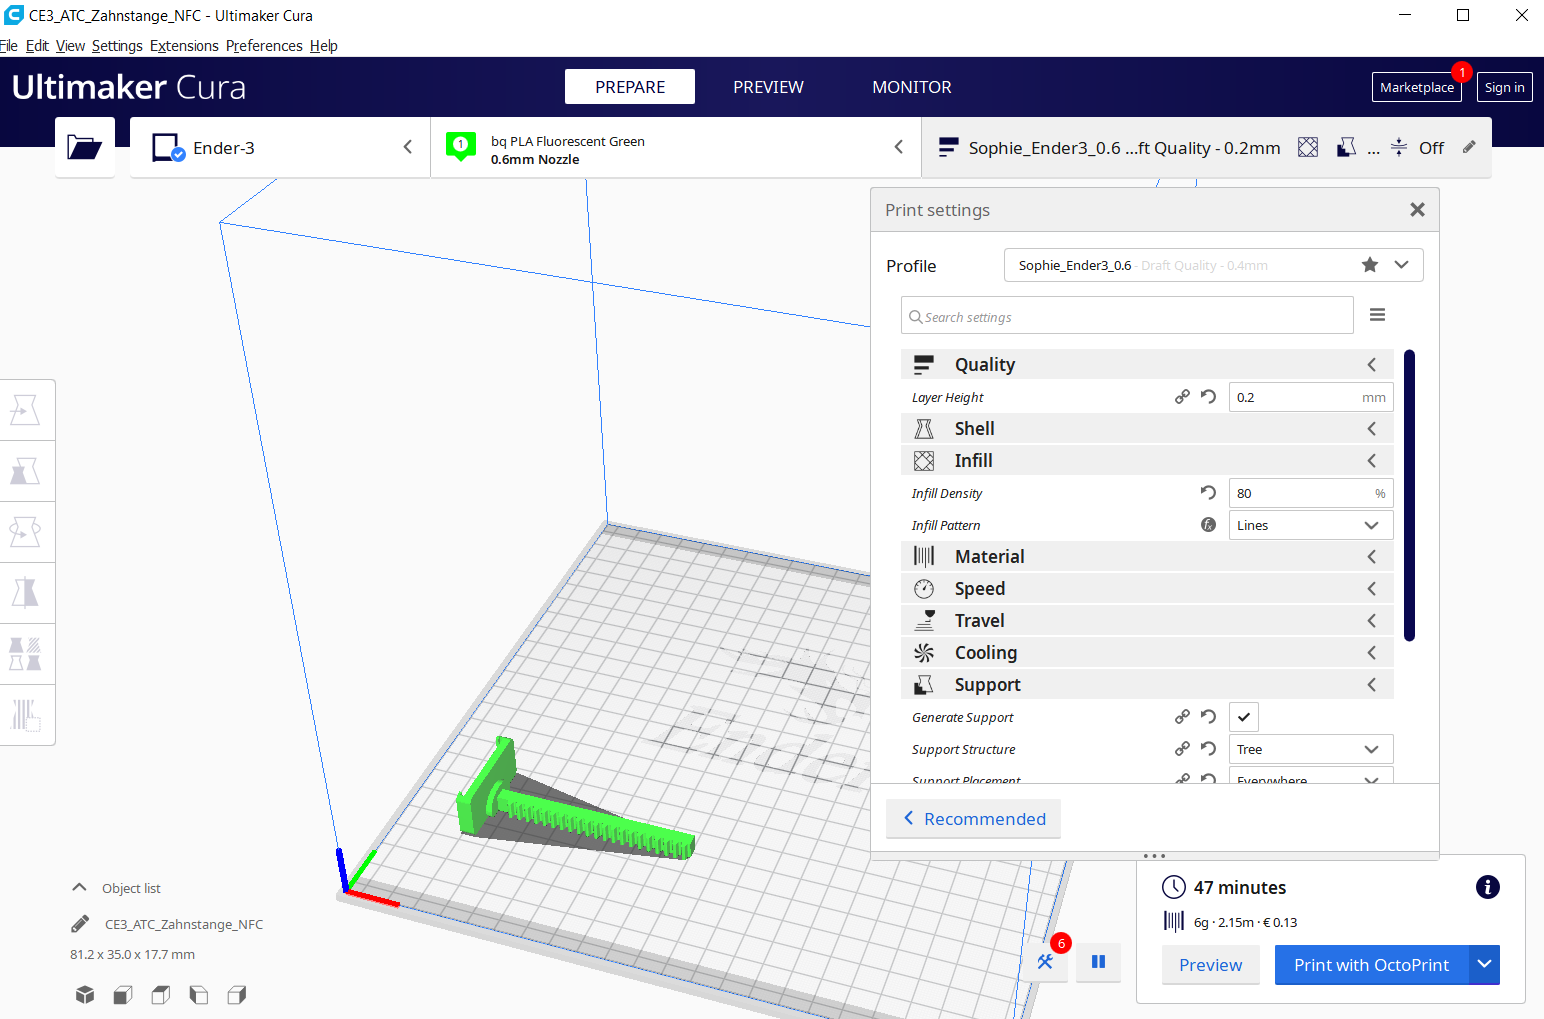 CE3_ATC_Zahnstange_NFC - Ultimaker Cura
File Edit View Settings Extensions Preferences Help
Ultimaker Cura
PREPARE
PREVIEW
MONITOR
Marketplace
1
Sign in
Ender-3
1
bq PLA Fluorescent Green
0.6mm Nozzle
Sophie_Ender3_0.6 ...ft Quality - 0.2mm
...
Off
Print settings
Profile
Sophie_Ender3_0.6 - Draft Quality - 0.4mm
Search settings
Quality
Layer Height
0.2 mm
Shell
Infill
Infill Density
80 %
Infill Pattern
Lines
Material
Speed
Travel
Cooling
Support
Generate Support
Support Structure
Tree
Support Placement
Everywhere
Recommended
Object list
CE3_ATC_Zahnstange_NFC
81.2 x 35.0 x 17.7 mm
6
47 minutes
6g · 2.15m · € 0.13
Preview
Print with OctoPrint